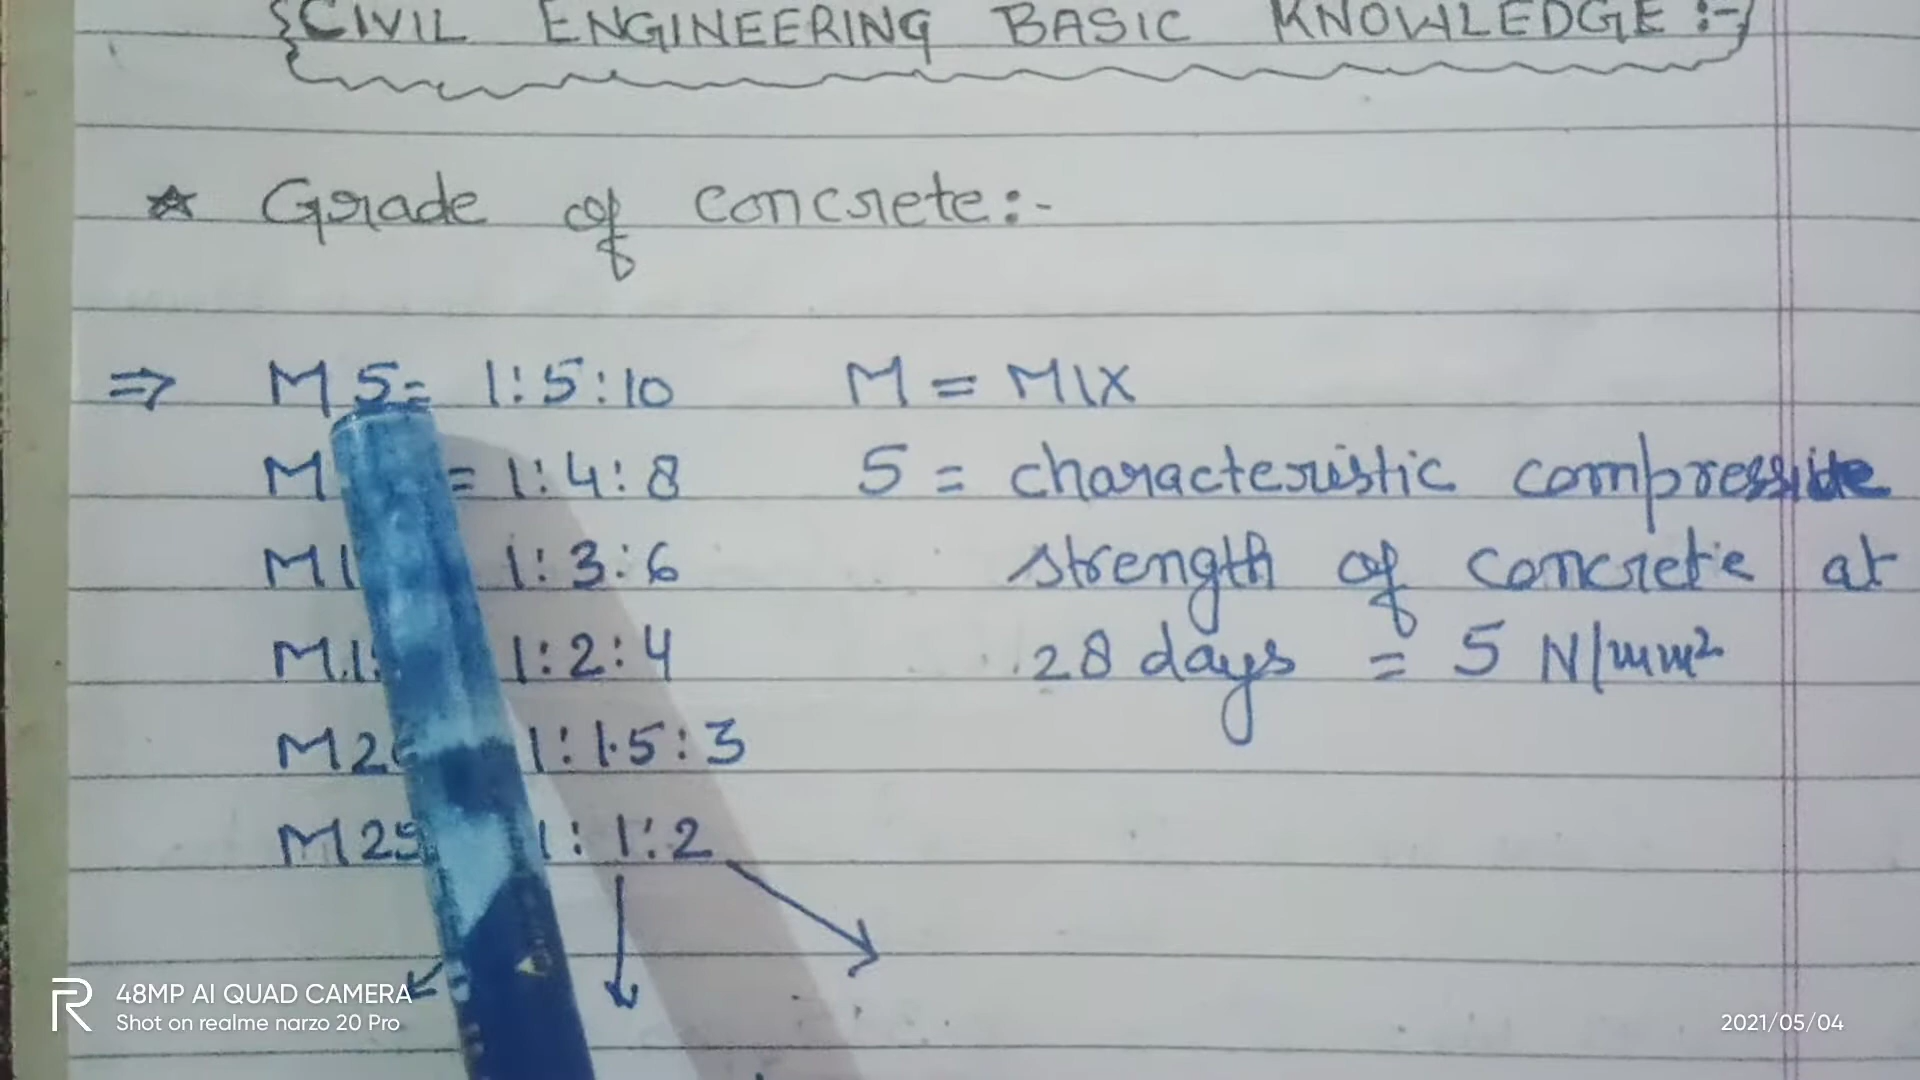 CIVIL ENGINEERING BASIC KNOWLEDGE :-
★ Grade of concrete:-
⇒ M 5 = 1:5:10 M = MIX
M = 1:4:8 5 = characteristic compressive
M1 1:3:6 strength of concrete at
M1 1:2:4 28 days = 5 N/mm²
M2 1:1.5:3
M25 1:1:2
48MP AI QUAD CAMERA
Shot on realme narzo 20 Pro
2021/05/04